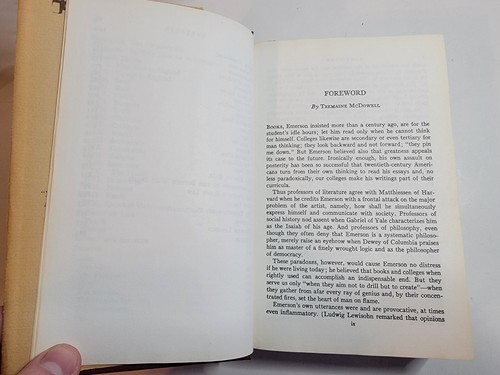 FOREWORD
By Tremaine McDowell
Books, Emerson insisted more than a century ago, are for the
student's idle hours; let him read only when he cannot think
for himself. Colleges likewise are secondary or even tertiary for
man thinking; they look backward and not forward; "they pin
me down." But Emerson believed also that greatness appeals
its case to the future. Ironically enough, his own assault on
posterity has been so successful that twentieth-century Ameri-
cans turn from their own thinking to read his essays and, no
less paradoxically, our colleges make his writings part of their
curricula.
Thus professors of literature agree with Matthiessen of Har-
vard when he credits Emerson with a frontal attack on the major
problem of the artist, namely, how shall he simultaneously
express himself and communicate with society. Professors of
social history nod assent when Gabriel of Yale characterizes him
as the Isaiah of his age. And professors of philosophy, even
though they often deny that Emerson is a systematic philoso-
pher, merely raise an eyebrow when Dewey of Columbia praises
him as master of a finely wrought logic and as the philosopher
of democracy.
These paradoxes, however, would cause Emerson no distress
if he were living today; he believed that books and colleges when
rightly used can accomplish an indispensable end. But they
serve us only "when they aim not to drill but to create"—when
they gather from afar every ray of genius and, by their concen-
trated fires, set the heart of man on flame.
Emerson's own utterances were and are provocative, at times
even inflammatory. (Ludwig Lewisohn remarked that opinions
ix